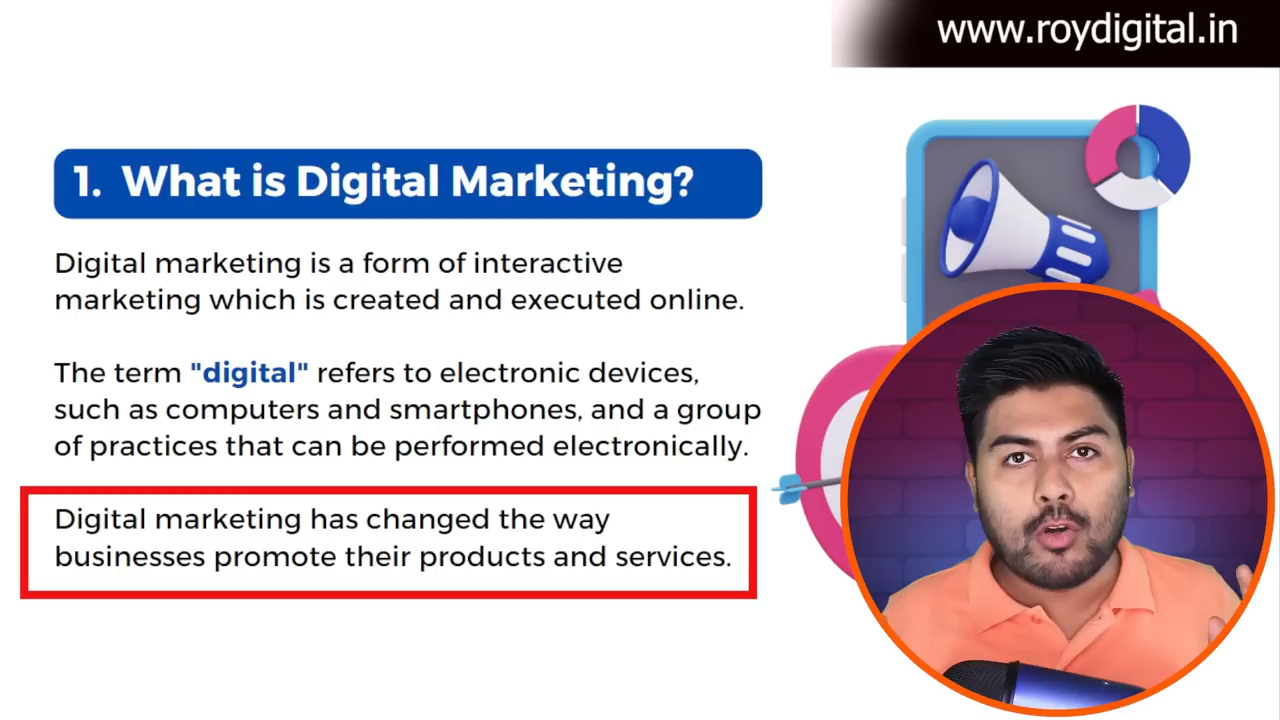 www.roydigital.in
1. What is Digital Marketing?
Digital marketing is a form of interactive
marketing which is created and executed online.
The term "digital" refers to electronic devices,
such as computers and smartphones, and a group
of practices that can be performed electronically.
Digital marketing has changed the way
businesses promote their products and services.